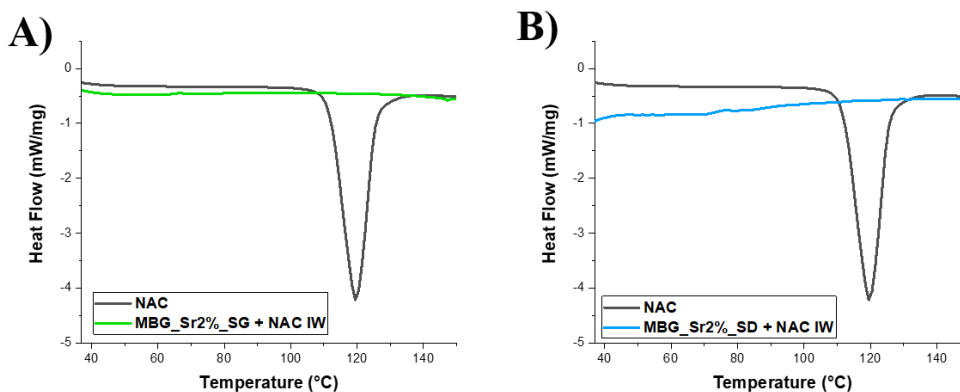 A)
0
-1
-2
-3
-4
-5
Heat Flow (mW/mg)
NAC
MBG_Sr2%_SG + NAC IW
40 60 80 100 120 140
Temperature (°C)
B)
0
-1
-2
-3
-4
-5
Heat Flow (mW/mg)
NAC
MBG_Sr2%_SD + NAC IW
40 60 80 100 120 140
Temperature (°C)